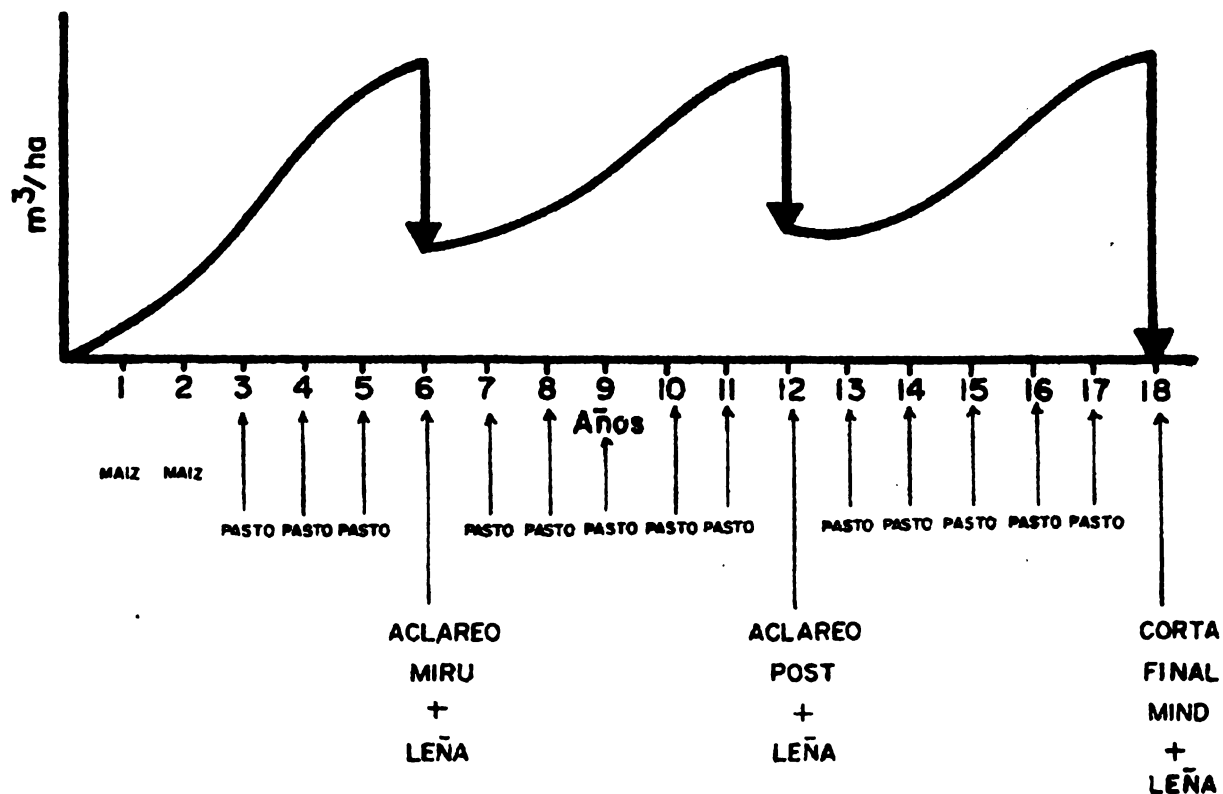 m³/ha
1 2 3 4 5 6 7 8 9 10 11 12 13 14 15 16 17 18
Años
MAIZ MAIZ
PASTO PASTO PASTO PASTO PASTO PASTO PASTO PASTO PASTO PASTO PASTO PASTO PASTO
ACLAREO
MIRU
+
LEÑA
ACLAREO
POST
+
LEÑA
CORTA
FINAL
MIND
+
LEÑA